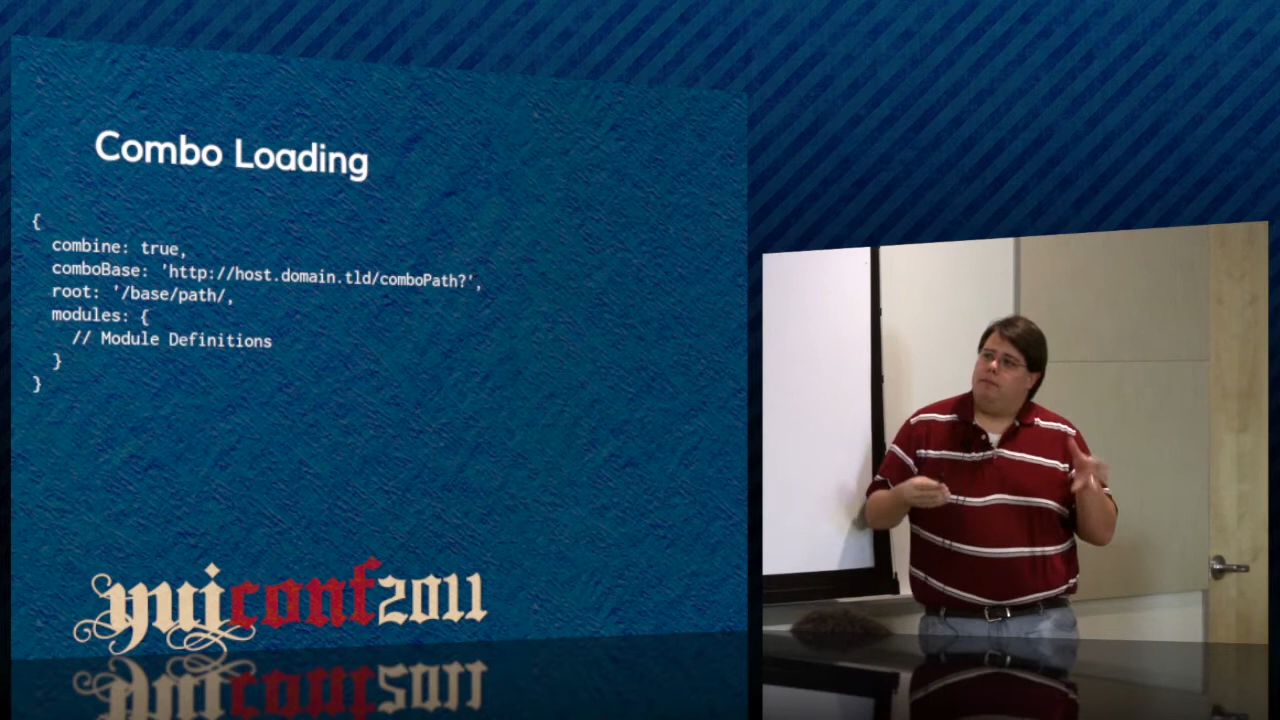 Combo Loading
{
combine: true,
comboBase: 'http://host.domain.tld/comboPath?',
root: '/base/path/,
modules: {
// Module Definitions
}
}
yuiconf2011